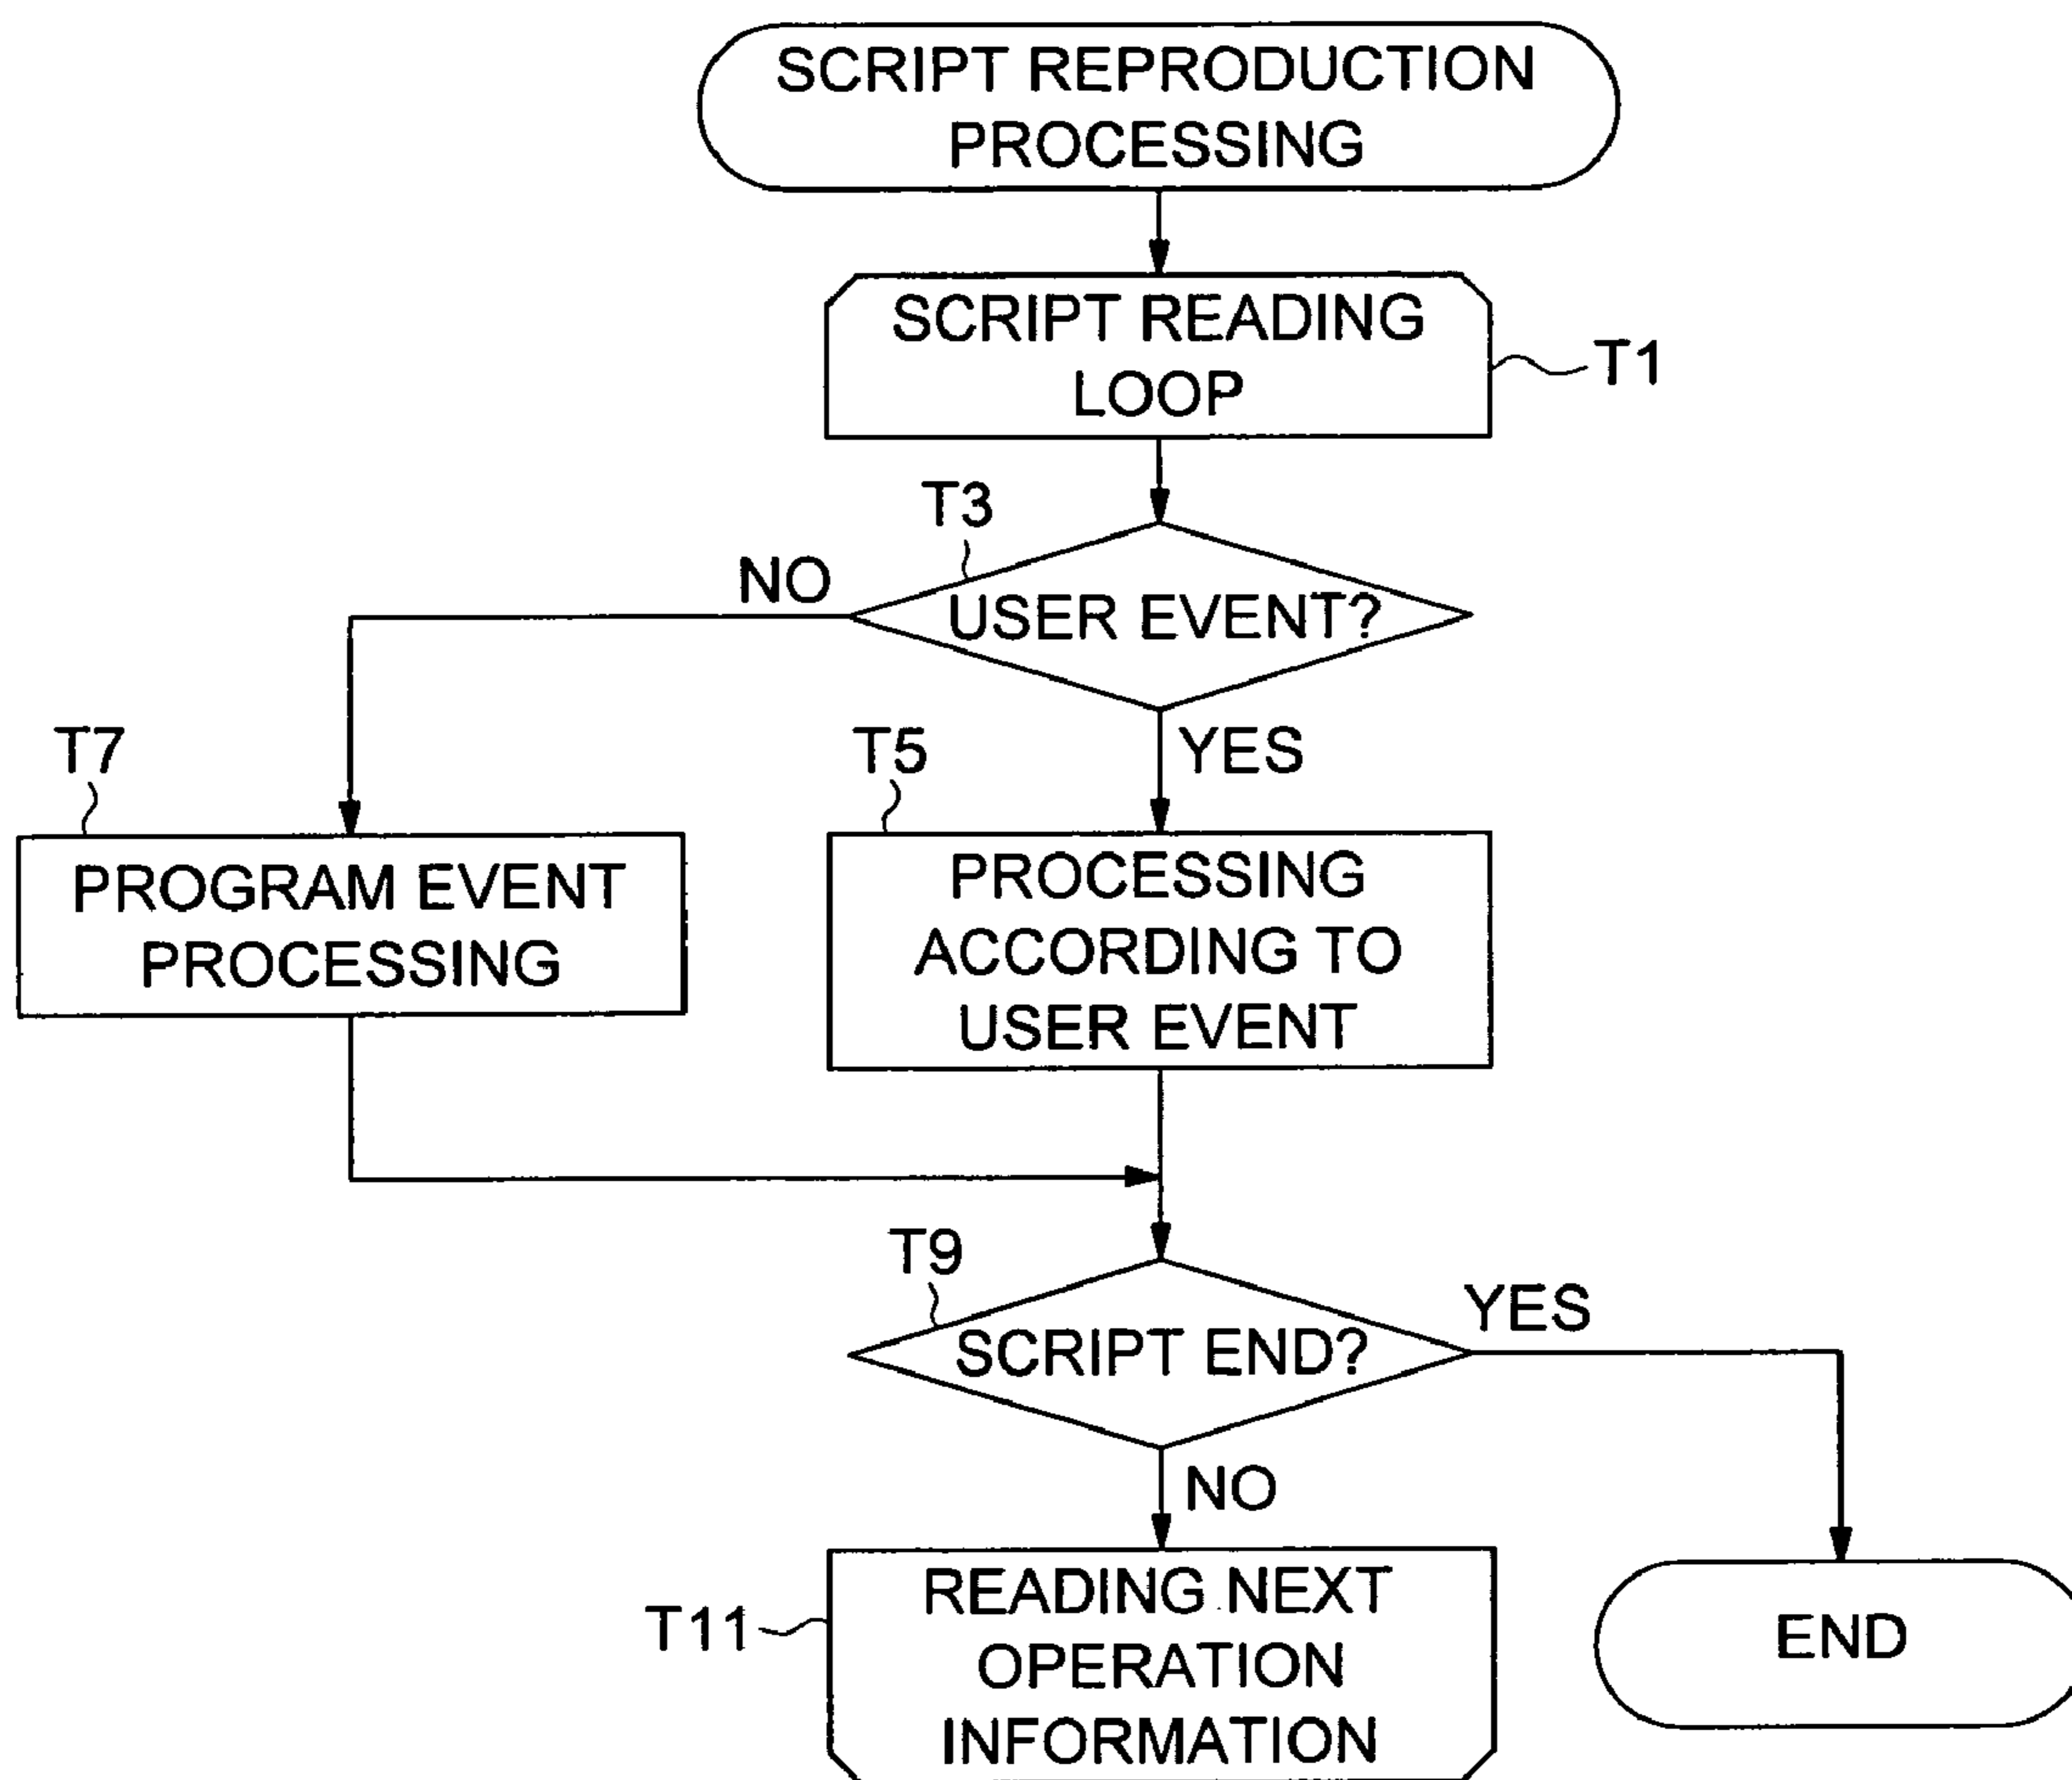 SCRIPT REPRODUCTION
PROCESSING
SCRIPT READING
LOOP
T1
T3
NO
USER EVENT?
YES
T7
T5
PROGRAM EVENT
PROCESSING
PROCESSING
ACCORDING TO
USER EVENT
T9
YES
SCRIPT END?
NO
READING NEXT
OPERATION
INFORMATION
T11
END